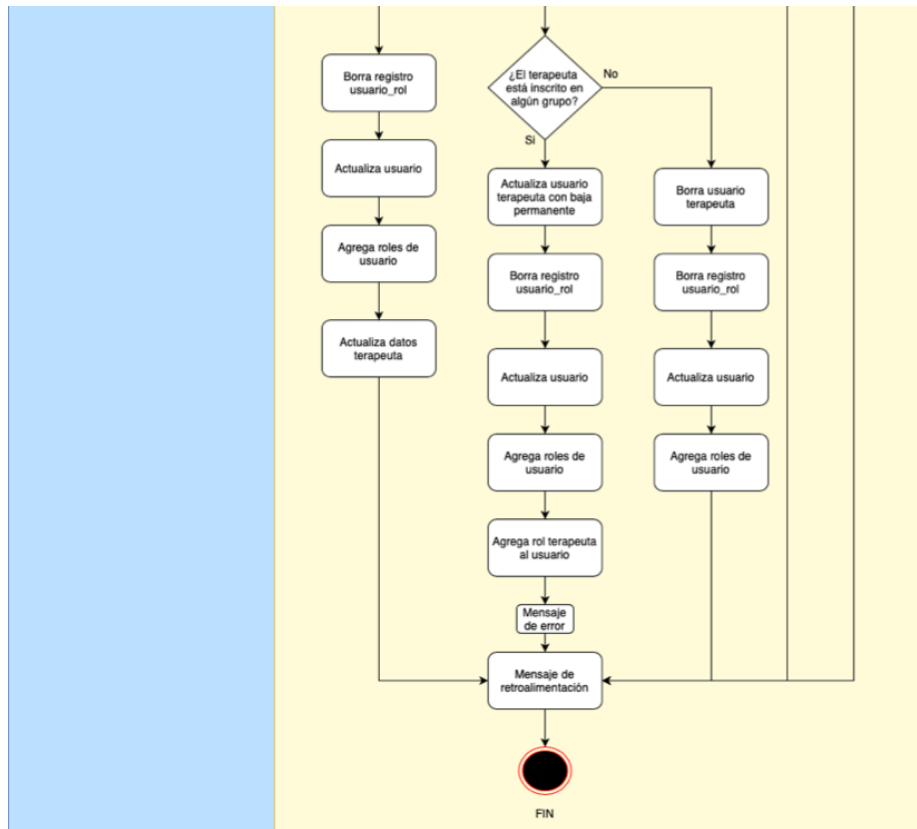 Borra registro
usuario_rol
Actualiza usuario
Agrega roles de
usuario
Actualiza datos
terapeuta
¿El terapeuta
está inscrito en
algún grupo?
No
Si
Actualiza usuario
terapeuta con baja
permanente
Borra registro
usuario_rol
Actualiza usuario
Agrega roles de
usuario
Agrega rol terapeuta
al usuario
Mensaje
de error
Mensaje de
retroalimentación
Borra usuario
terapeuta
Borra registro
usuario_rol
Actualiza usuario
Agrega roles de
usuario
FIN